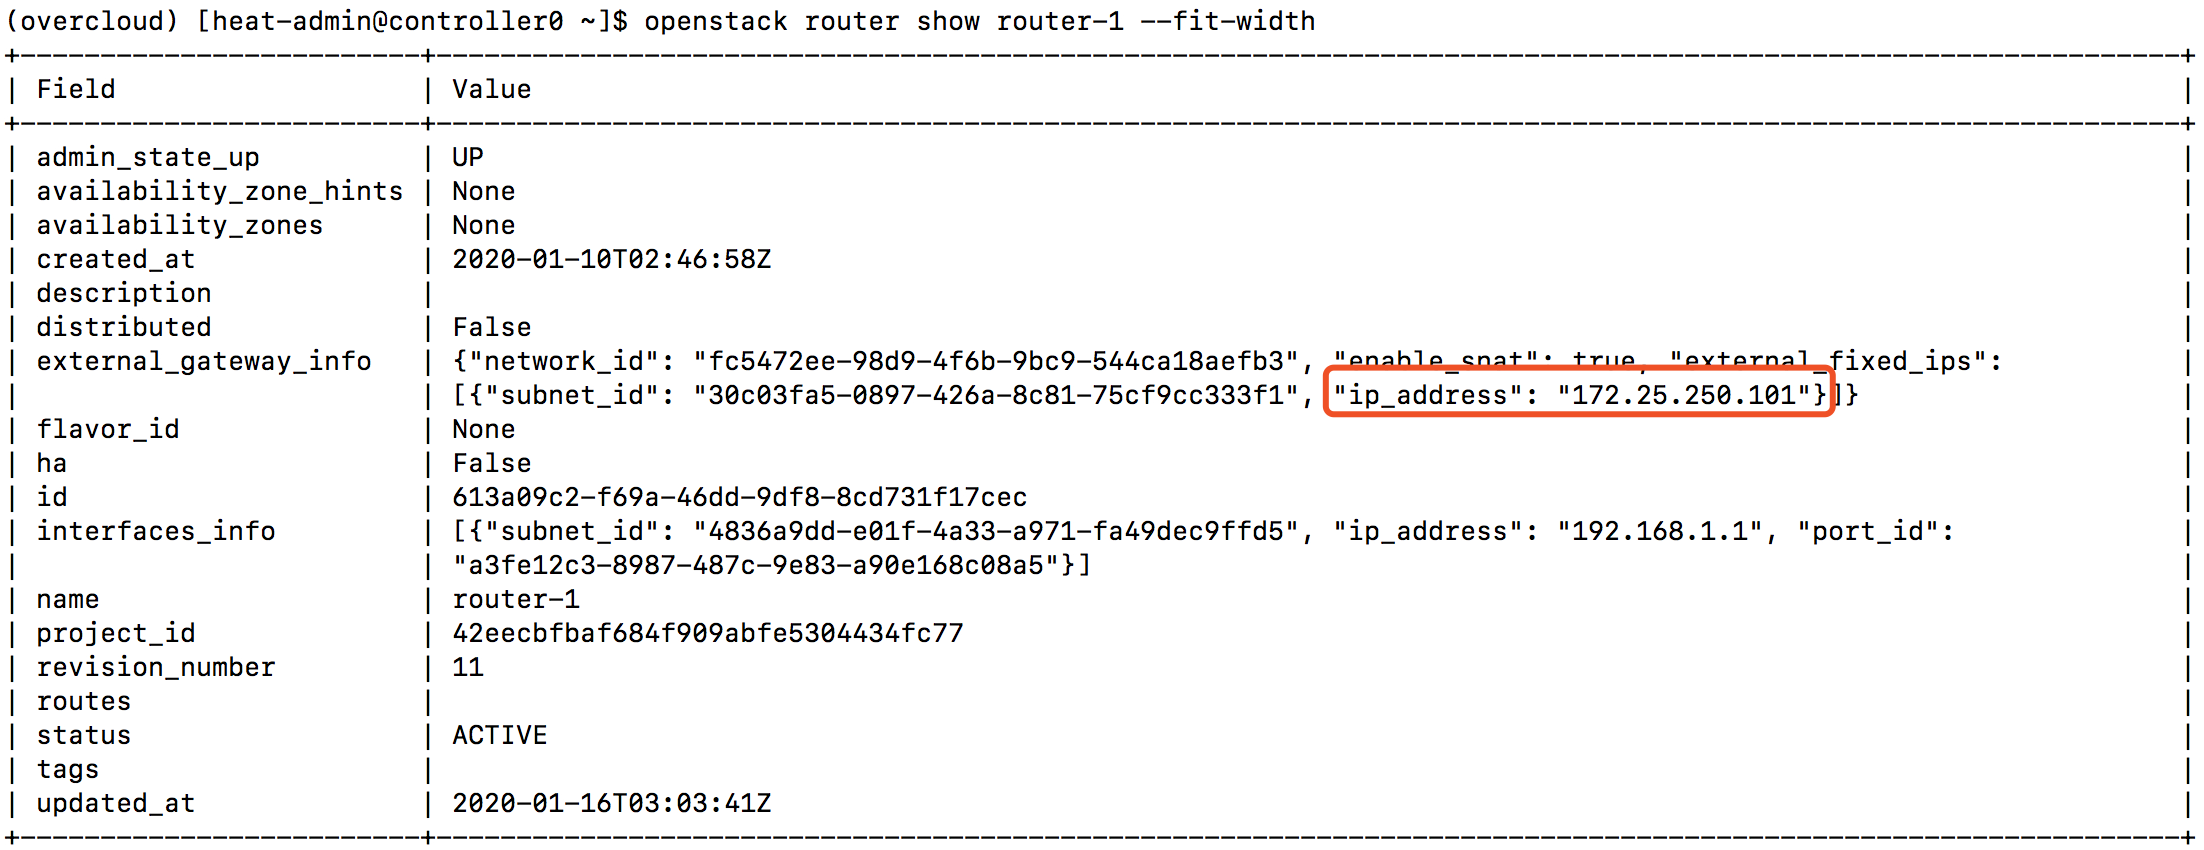 (overcloud) [heat-admin@controller0 ~]$ openstack router show router-1 --fit-width
+-------------------------+--------------------------------------------------------------------------------------------------------------+
| Field                   | Value                                                                                                        |
+-------------------------+--------------------------------------------------------------------------------------------------------------+
| admin_state_up          | UP                                                                                                           |
| availability_zone_hints | None                                                                                                         |
| availability_zones      | None                                                                                                         |
| created_at              | 2020-01-10T02:46:58Z                                                                                         |
| description             |                                                                                                              |
| distributed             | False                                                                                                        |
| external_gateway_info   | {"network_id": "fc5472ee-98d9-4f6b-9bc9-544ca18aefb3", "enable_snat": true, "external_fixed_ips":            |
|                         | [{"subnet_id": "30c03fa5-0897-426a-8c81-75cf9cc333f1", "ip_address": "172.25.250.101"}]}                     |
| flavor_id               | None                                                                                                         |
| ha                      | False                                                                                                        |
| id                      | 613a09c2-f69a-46dd-9df8-8cd731f17cec                                                                         |
| interfaces_info         | [{"subnet_id": "4836a9dd-e01f-4a33-a971-fa49dec9ffd5", "ip_address": "192.168.1.1", "port_id":               |
|                         | "a3fe12c3-8987-487c-9e83-a90e168c08a5"}]                                                                     |
| name                    | router-1                                                                                                     |
| project_id              | 42eecbfbaf684f909abfe5304434fc77                                                                             |
| revision_number         | 11                                                                                                           |
| routes                  |                                                                                                              |
| status                  | ACTIVE                                                                                                       |
| tags                    |                                                                                                              |
| updated_at              | 2020-01-16T03:03:41Z                                                                                         |
+-------------------------+--------------------------------------------------------------------------------------------------------------+